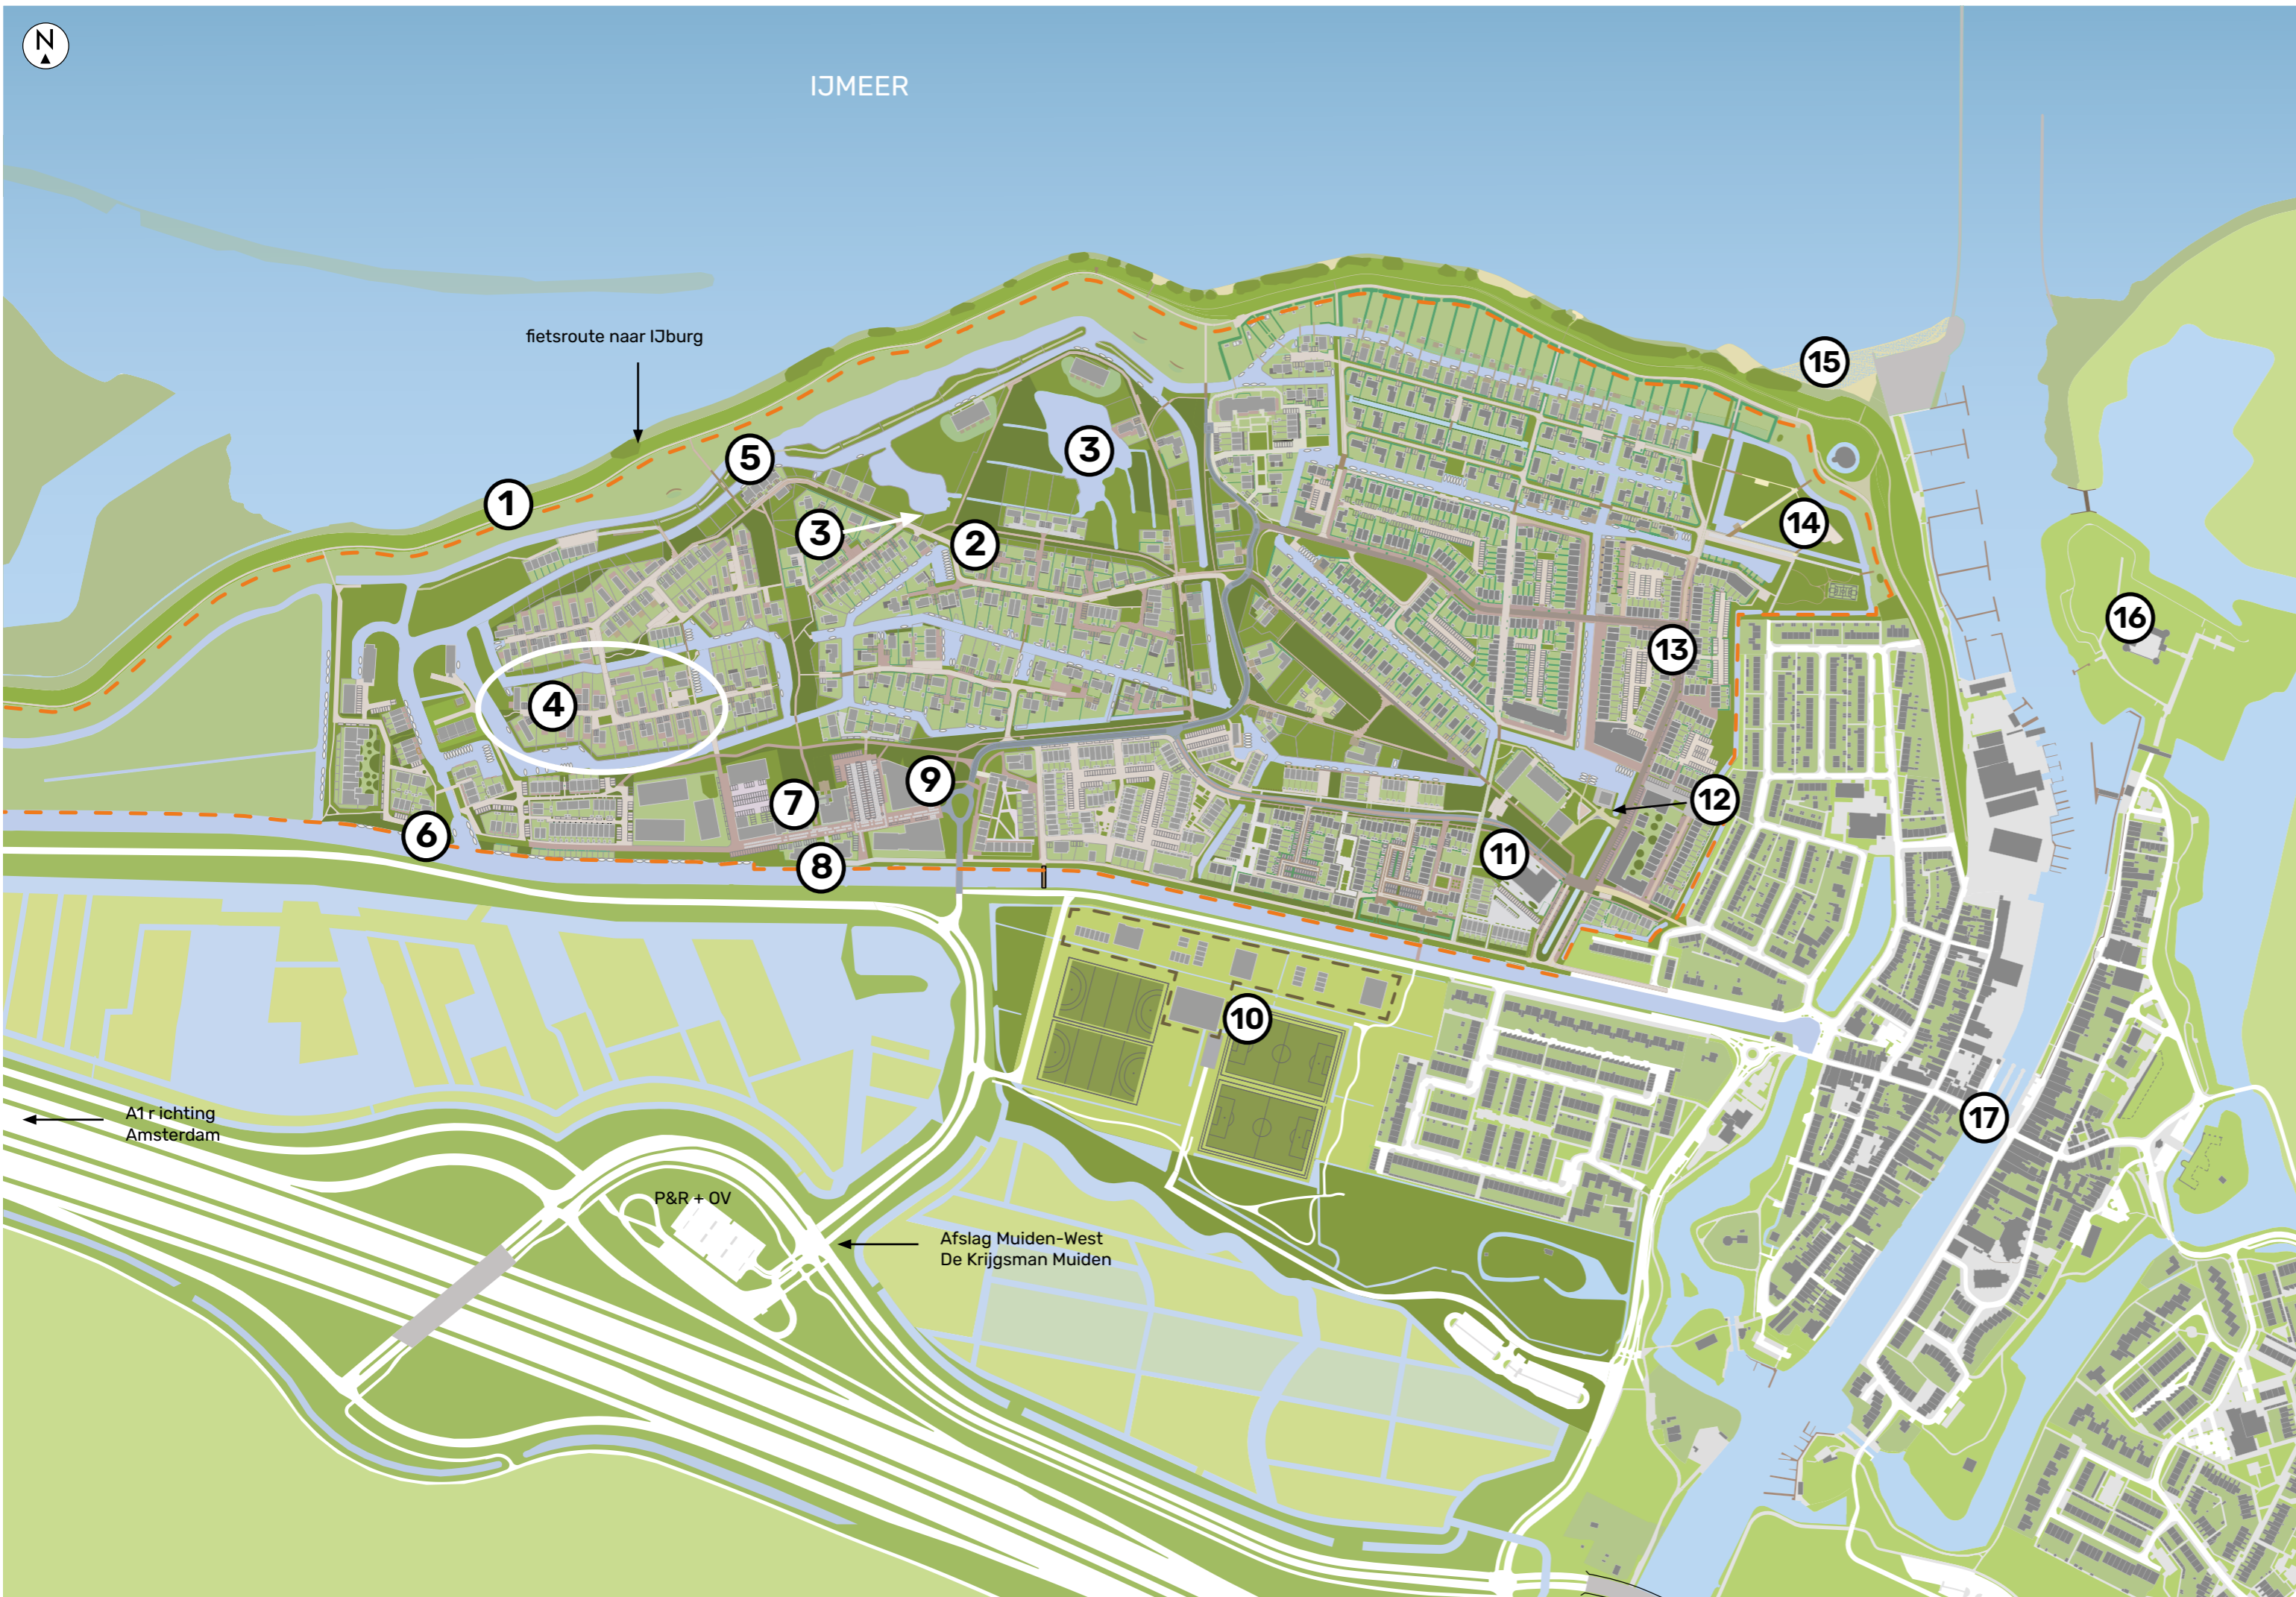 N
IJMEER
fietsroute naar IJburg
15
3
5
1
3
2
14
16
13
4
9
7
12
6
8
11
10
A1 r ichting
Amsterdam
17
P&R + OV
Afslag Muiden-West
De Krijgsman Muiden